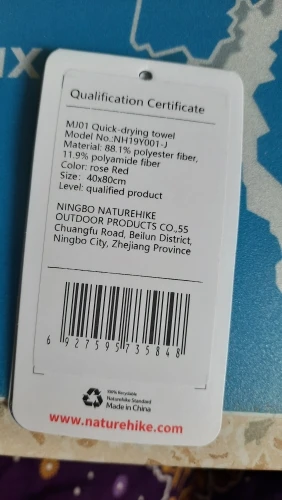 Qualification Certificate
MJ01 Quick-drying towel
Model No.:NH19Y001-J
Material: 88.1% polyester fiber,
11.9% polyamide fiber
Color: rose Red
Size: 40x80cm
Level: qualified product
NINGBO NATUREHIKE
OUTDOOR PRODUCTS CO.,55
Chuangfu Road, Beilun District,
Ningbo City, Zhejiang Province
6 927595 735848
100% Recyclable
Naturehike Standard
Made in China
www.naturehike.com